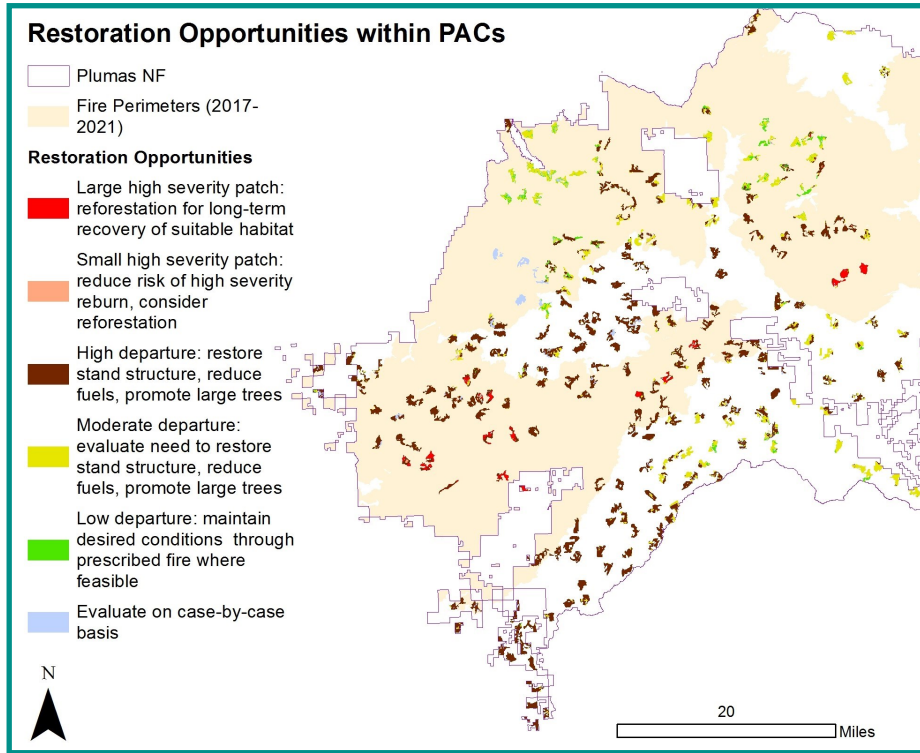 Restoration Opportunities within PACs
Plumas NF
Fire Perimeters (2017-
2021)
Restoration Opportunities
Large high severity patch:
reforestation for long-term
recovery of suitable habitat
Small high severity patch:
reduce risk of high severity
reburn, consider
reforestation
High departure: restore
stand structure, reduce
fuels, promote large trees
Moderate departure:
evaluate need to restore
stand structure, reduce
fuels, promote large trees
Low departure: maintain
desired conditions through
prescribed fire where
feasible
Evaluate on case-by-case
basis
N
20
Miles